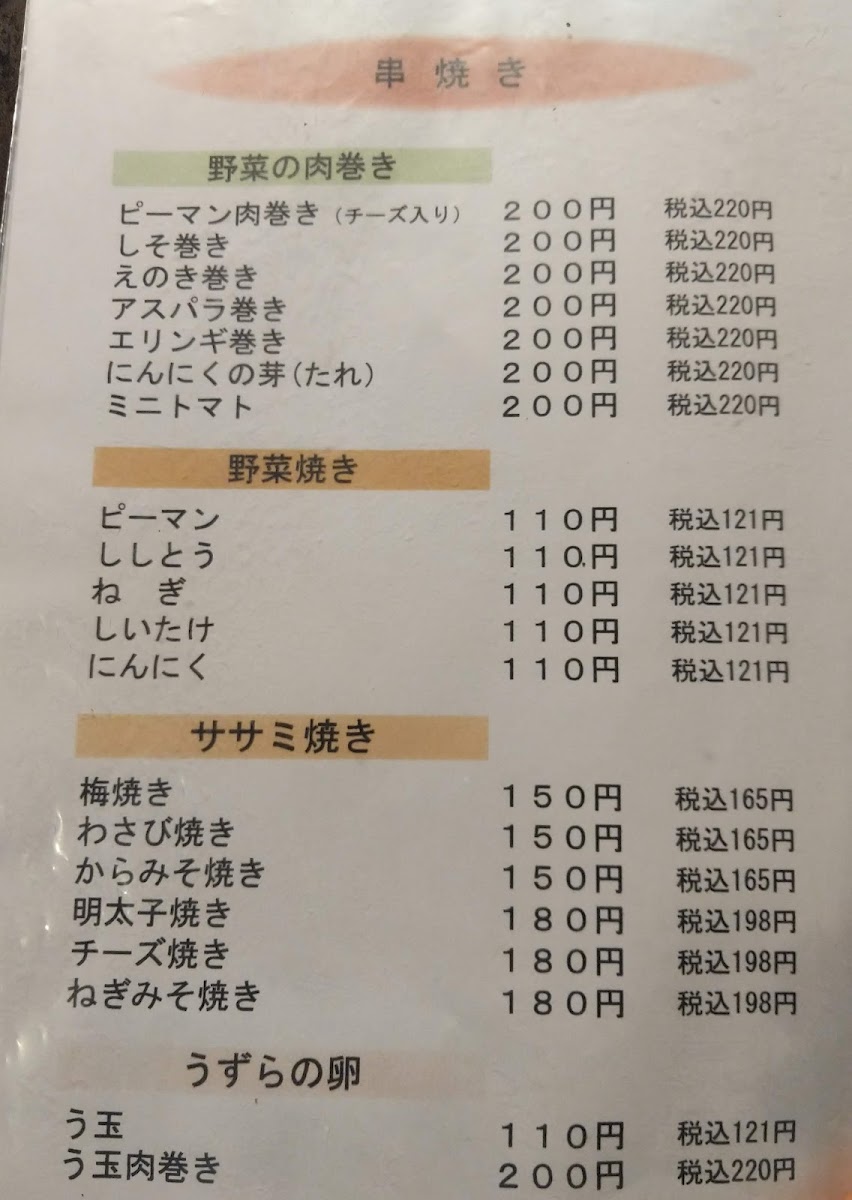 串焼き
野菜の肉巻き
ピーマン肉巻き（チーズ入り） ２００円 税込220円
しそ巻き ２００円 税込220円
えのき巻き ２００円 税込220円
アスパラ巻き ２００円 税込220円
エリンギ巻き ２００円 税込220円
にんにくの芽（たれ） ２００円 税込220円
ミニトマト ２００円 税込220円
野菜焼き
ピーマン １１０円 税込121円
ししとう １１０円 税込121円
ね　ぎ １１０円 税込121円
しいたけ １１０円 税込121円
にんにく １１０円 税込121円
ササミ焼き
梅焼き １５０円 税込165円
わさび焼き １５０円 税込165円
からみそ焼き １５０円 税込165円
明太子焼き １８０円 税込198円
チーズ焼き １８０円 税込198円
ねぎみそ焼き １８０円 税込198円
うずらの卵
う玉 １１０円 税込121円
う玉肉巻き ２００円 税込220円